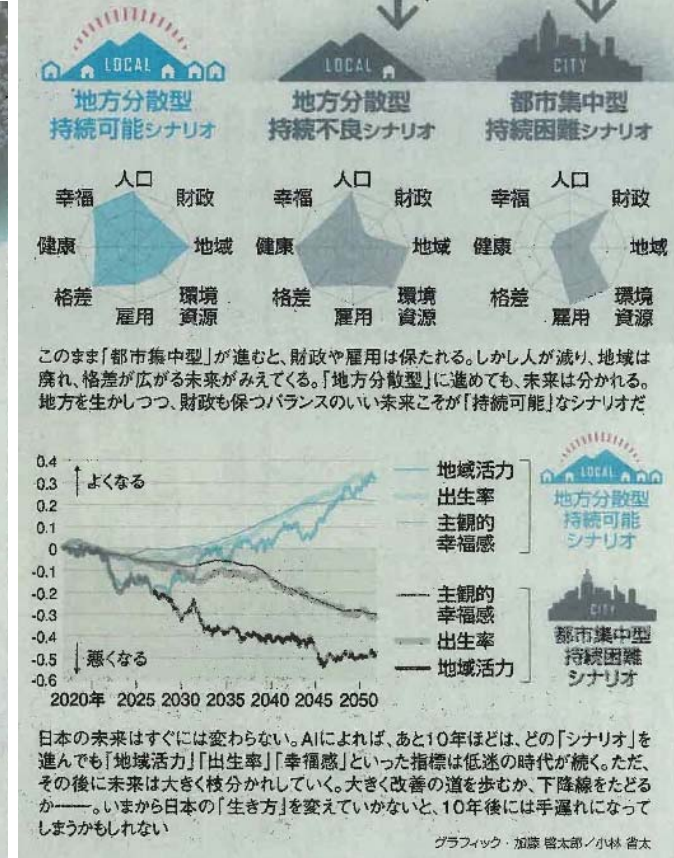 LOCAL
地方分散型
持続可能シナリオ
LOCAL
地方分散型
持続不良シナリオ
CITY
都市集中型
持続困難シナリオ
人口
財政
地域
環境
資源
雇用
格差
健康
幸福
人口
財政
地域
環境
資源
雇用
格差
健康
幸福
人口
財政
地域
環境
資源
雇用
格差
健康
幸福
このまま「都市集中型」が進むと、財政や雇用は保たれる。しかし人が減り、地域は
廃れ、格差が広がる未来がみえてくる。「地方分散型」に進めても、未来は分かれる。
地方を生かしつつ、財政も保つバランスのいい未来こそが「持続可能」なシナリオだ
0.4
0.3
0.2
0.1
0
-0.1
-0.2
-0.3
-0.4
-0.5
-0.6
よくなる
悪くなる
2020年 2025 2030 2035 2040 2045 2050
地域活力
出生率
主観的
幸福感
LOCAL
地方分散型
持続可能
シナリオ
主観的
幸福感
出生率
地域活力
CITY
都市集中型
持続困難
シナリオ
日本の未来はすぐには変わらない。AIによれば、あと10年ほどは、どの「シナリオ」を
進んでも「地域活力」「出生率」「幸福感」といった指標は低迷の時代が続く。ただ、
その後に未来は大きく枝分かれしていく。大きく改善の道を歩むか、下降線をたどる
か――。いまから日本の「生き方」を変えていかないと、10年後には手遅れになって
しまうかもしれない
グラフィック・加藤 啓太郎/小林 省太